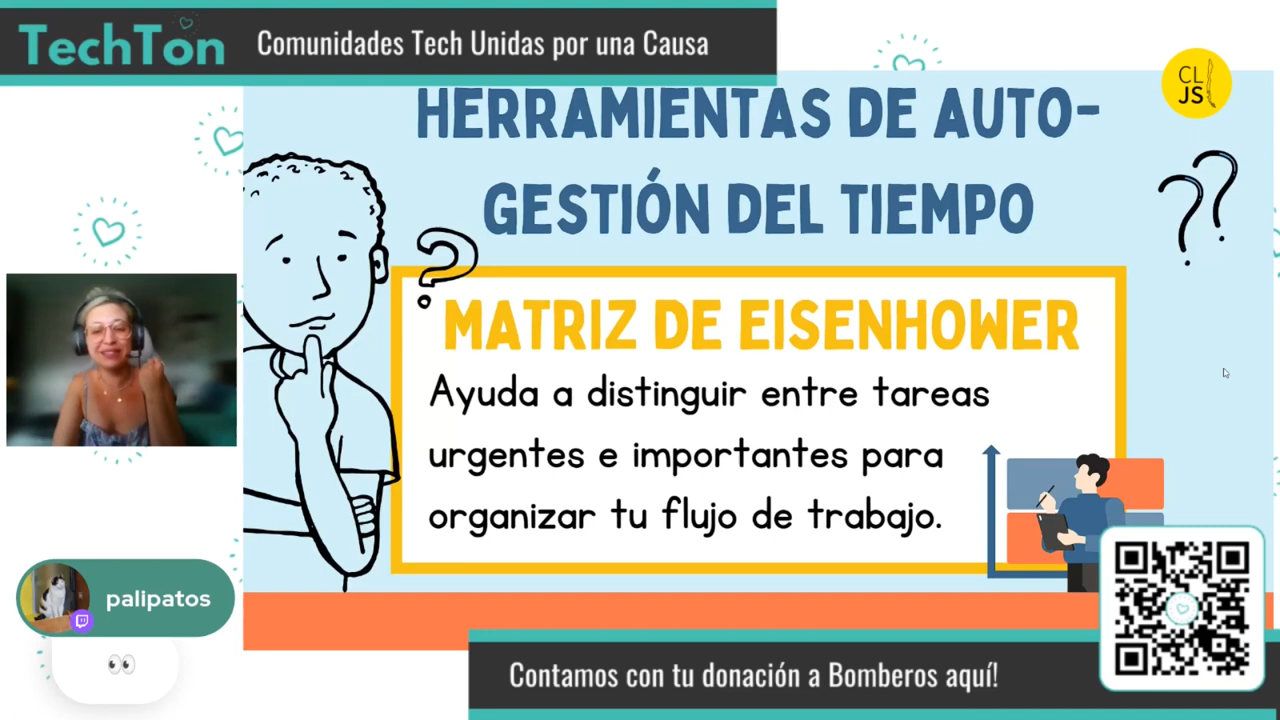 TechTon
Comunidades Tech Unidas por una Causa
CL
JS
HERRAMIENTAS DE AUTO-
GESTIÓN DEL TIEMPO
MATRIZ DE EISENHOWER
Ayuda a distinguir entre tareas
urgentes e importantes para
organizar tu flujo de trabajo.
palipatos
Contamos con tu donación a Bomberos aquí!